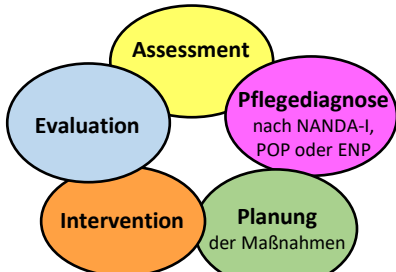 Assessment
Pflegediagnose
nach NANDA-I,
POP oder ENP
Planung
der Maßnahmen
Intervention
Evaluation